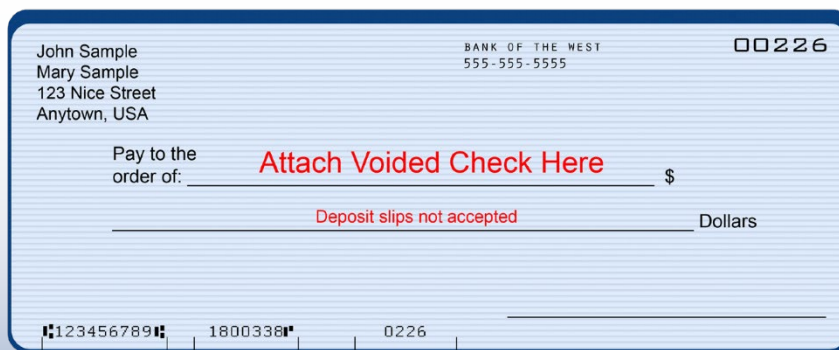 John Sample
Mary Sample
123 Nice Street
Anytown, USA
BANK OF THE WEST
555-555-5555
00226
Pay to the
order of: Attach Voided Check Here $
Deposit slips not accepted Dollars
⑆123456789⑆ 1800338⑈ 0226